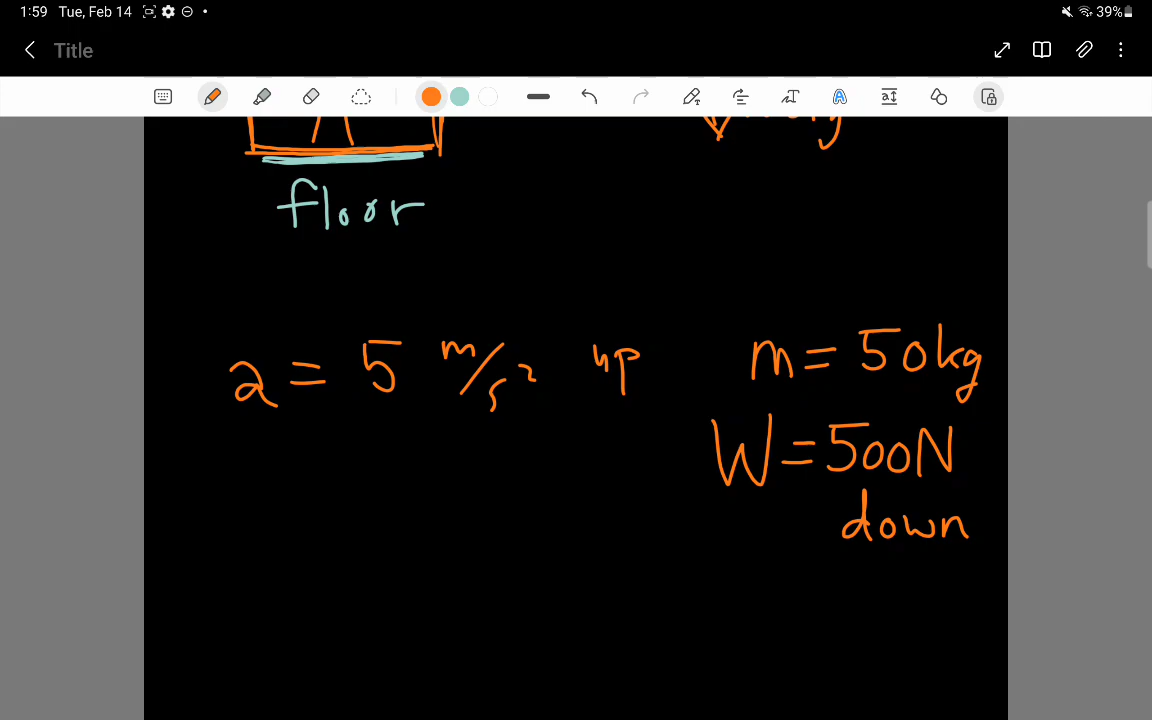 1:59 Tue, Feb 14
39%
Title
floor
a = 5 m/s² up
m = 50kg
W = 500N
down